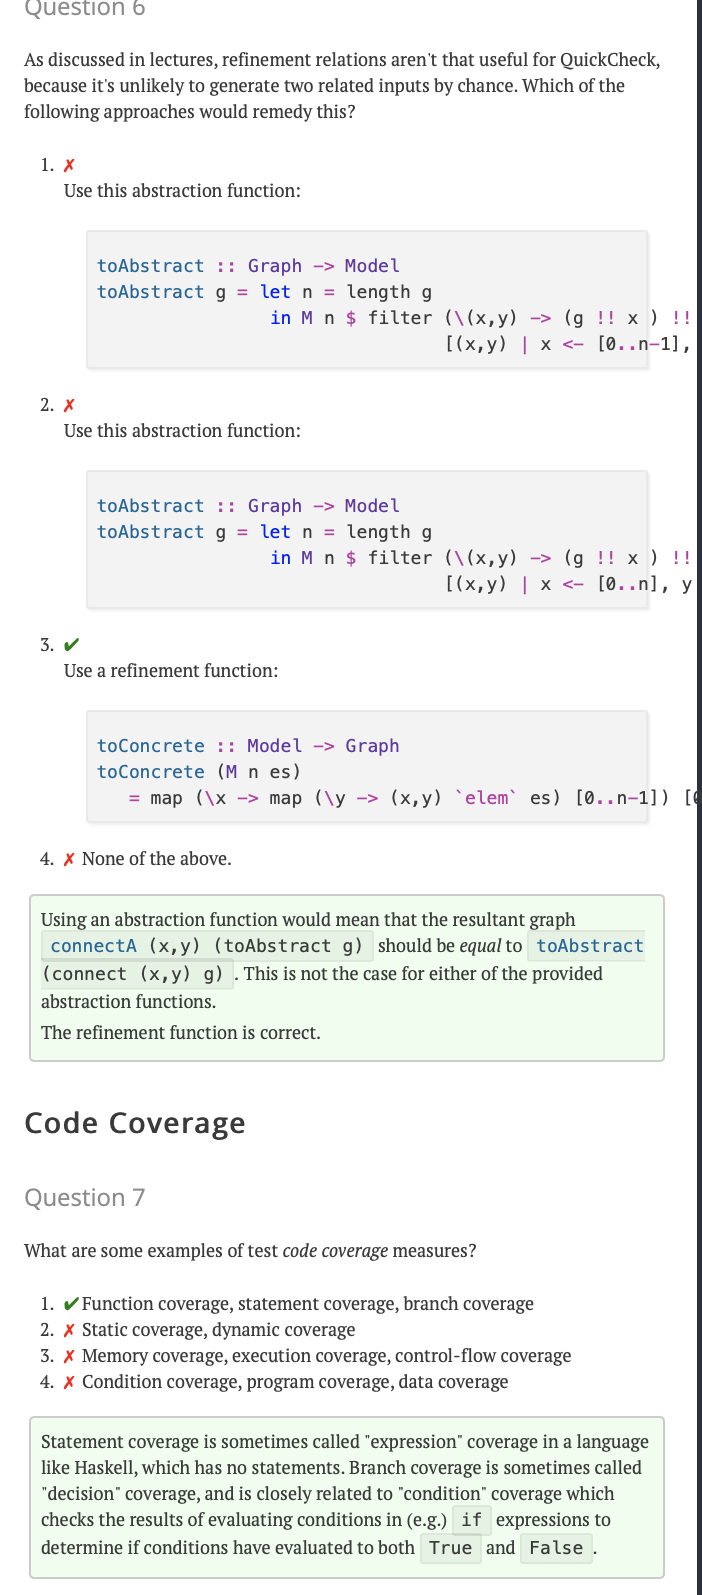 Question 6
As discussed in lectures, refinement relations aren't that useful for QuickCheck,
because it's unlikely to generate two related inputs by chance. Which of the
following approaches would remedy this?
1. ✗
Use this abstraction function:
toAbstract :: Graph -> Model
toAbstract g = let n = length g
in M n $ filter (\(x,y) -> (g !! x ) !!
[(x,y) | x <- [0..n-1],
2. ✗
Use this abstraction function:
toAbstract :: Graph -> Model
toAbstract g = let n = length g
in M n $ filter (\(x,y) -> (g !! x ) !!
[(x,y) | x <- [0..n], y
3. ✔
Use a refinement function:
toConcrete :: Model -> Graph
toConcrete (M n es)
= map (\x -> map (\y -> (x,y) `elem` es) [0..n-1]) [
4. ✗ None of the above.
Using an abstraction function would mean that the resultant graph
connectA (x,y) (toAbstract g) should be equal to toAbstract
(connect (x,y) g) . This is not the case for either of the provided
abstraction functions.
The refinement function is correct.
Code Coverage
Question 7
What are some examples of test code coverage measures?
1. ✔Function coverage, statement coverage, branch coverage
2. ✗ Static coverage, dynamic coverage
3. ✗ Memory coverage, execution coverage, control-flow coverage
4. ✗ Condition coverage, program coverage, data coverage
Statement coverage is sometimes called "expression" coverage in a language
like Haskell, which has no statements. Branch coverage is sometimes called
"decision" coverage, and is closely related to "condition" coverage which
checks the results of evaluating conditions in (e.g.) if expressions to
determine if conditions have evaluated to both True and False .